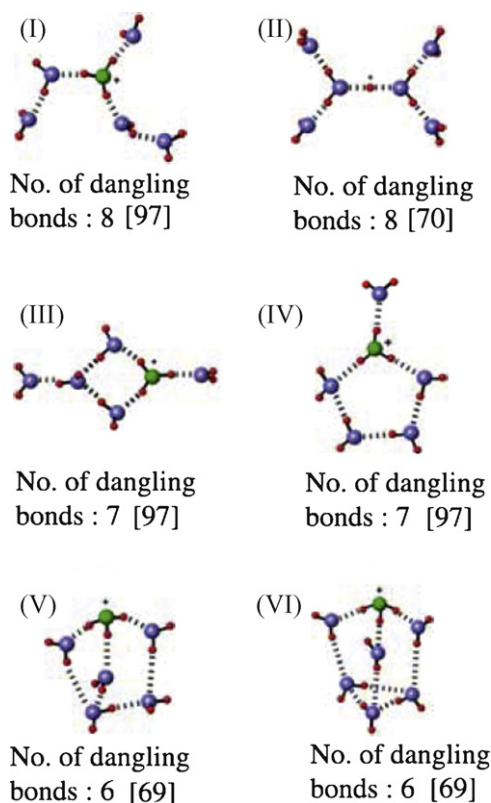 (I) (II)
No. of dangling No. of dangling
bonds : 8 [97] bonds : 8 [70]
(III) (IV)
No. of dangling No. of dangling
bonds : 7 [97] bonds : 7 [97]
(V) (VI)
No. of dangling No. of dangling
bonds : 6 [69] bonds : 6 [69]